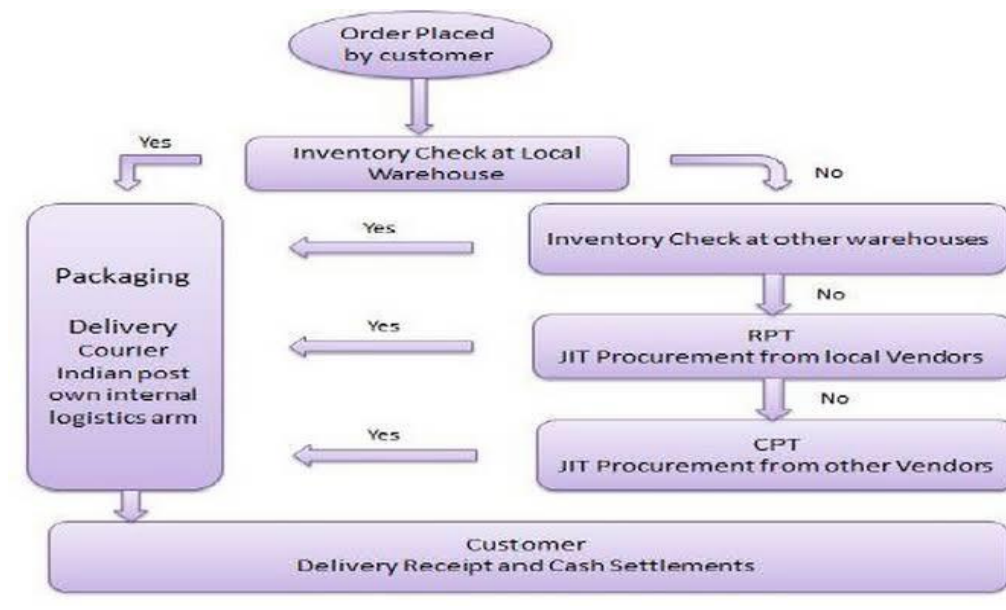 Order Placed
by customer
Yes
Inventory Check at Local
Warehouse
No
Yes
Inventory Check at other warehouses
Packaging
No
Delivery
Courier
Indian post
own internal
logistics arm
Yes
RPT
JIT Procurement from local Vendors
No
Yes
CPT
JIT Procurement from other Vendors
Customer
Delivery Receipt and Cash Settlements